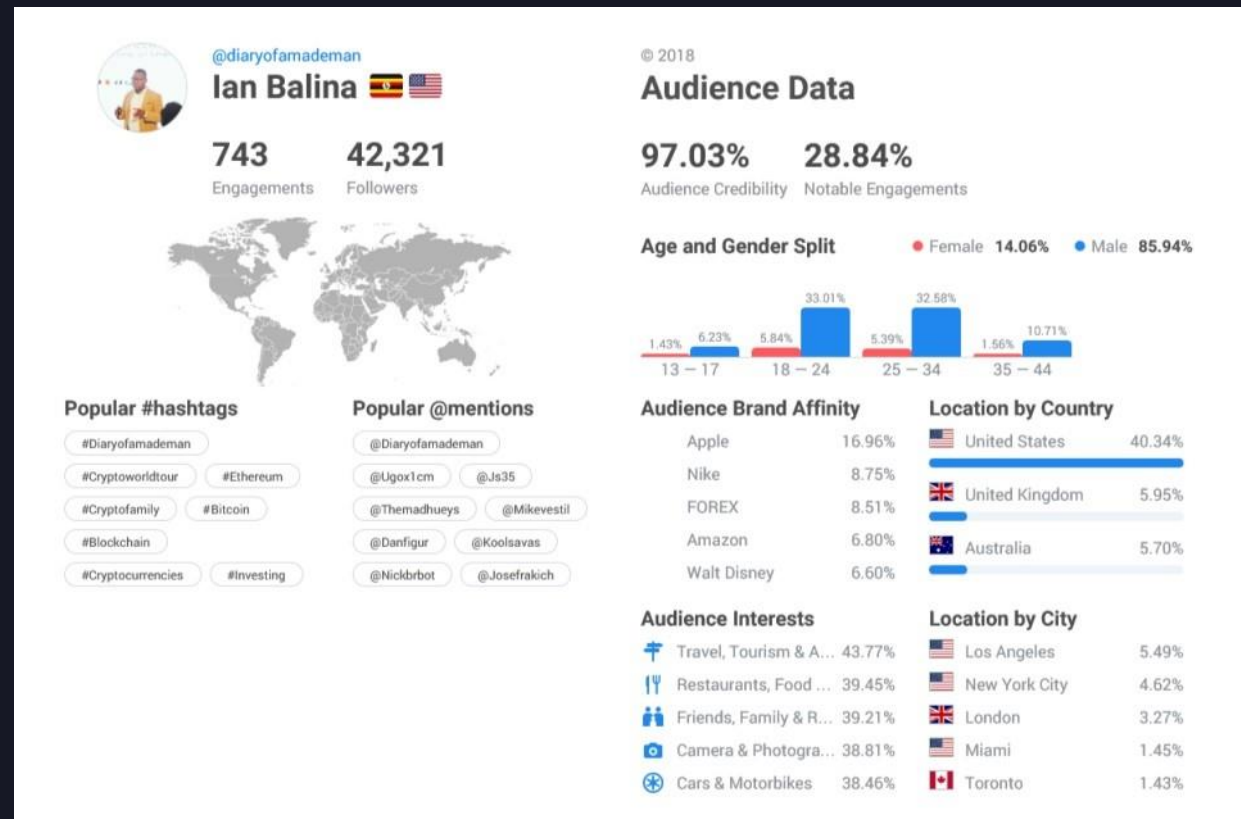 @diaryofamademan
Ian Balina
743 42,321
Engagements Followers
Popular #hashtags
#Diaryofamademan
#Cryptoworldtour #Ethereum
#Cryptofamily #Bitcoin
#Blockchain
#Cryptocurrencies #Investing
Popular @mentions
@Diaryofamademan
@Ugox1cm @Js35
@Themadhueys @Mikevestil
@Danfigur @Koolsavas
@Nickbrbot @Josefrakich
© 2018
Audience Data
97.03% 28.84%
Audience Credibility Notable Engagements
Age and Gender Split Female 14.06% Male 85.94%
33.01% 32.58%
1.43% 6.23% 5.84% 5.39% 1.56% 10.71%
13 — 17 18 — 24 25 — 34 35 — 44
Audience Brand Affinity
Apple 16.96%
Nike 8.75%
FOREX 8.51%
Amazon 6.80%
Walt Disney 6.60%
Location by Country
United States 40.34%
United Kingdom 5.95%
Australia 5.70%
Audience Interests
Travel, Tourism & A... 43.77%
Restaurants, Food ... 39.45%
Friends, Family & R... 39.21%
Camera & Photogra... 38.81%
Cars & Motorbikes 38.46%
Location by City
Los Angeles 5.49%
New York City 4.62%
London 3.27%
Miami 1.45%
Toronto 1.43%